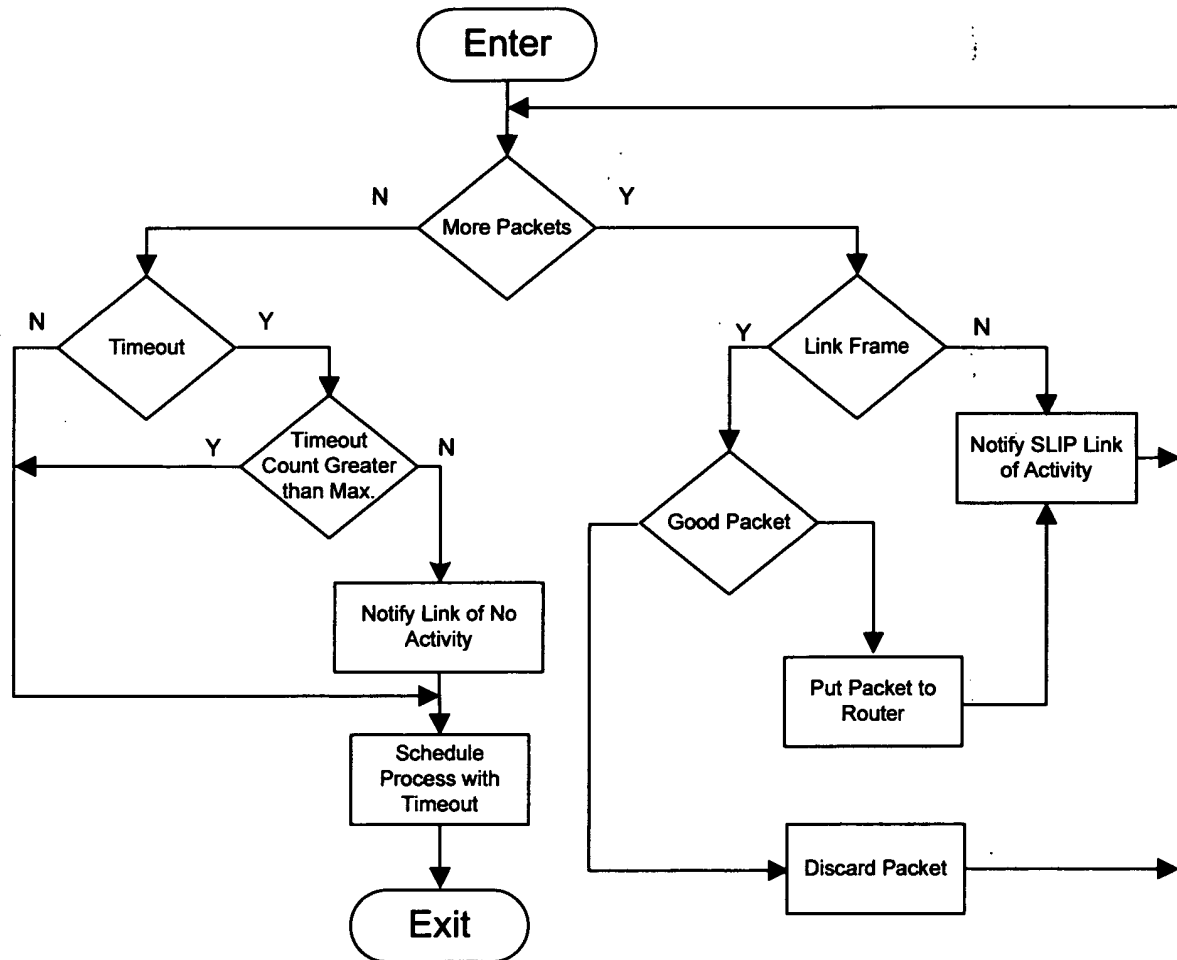 Enter
N
Y
More Packets
N
Y
Timeout
Y
N
Link Frame
Y
Timeout
Count Greater
than Max.
N
Notify SLIP Link
of Activity
Good Packet
Notify Link of No
Activity
Put Packet to
Router
Schedule
Process with
Timeout
Discard Packet
Exit